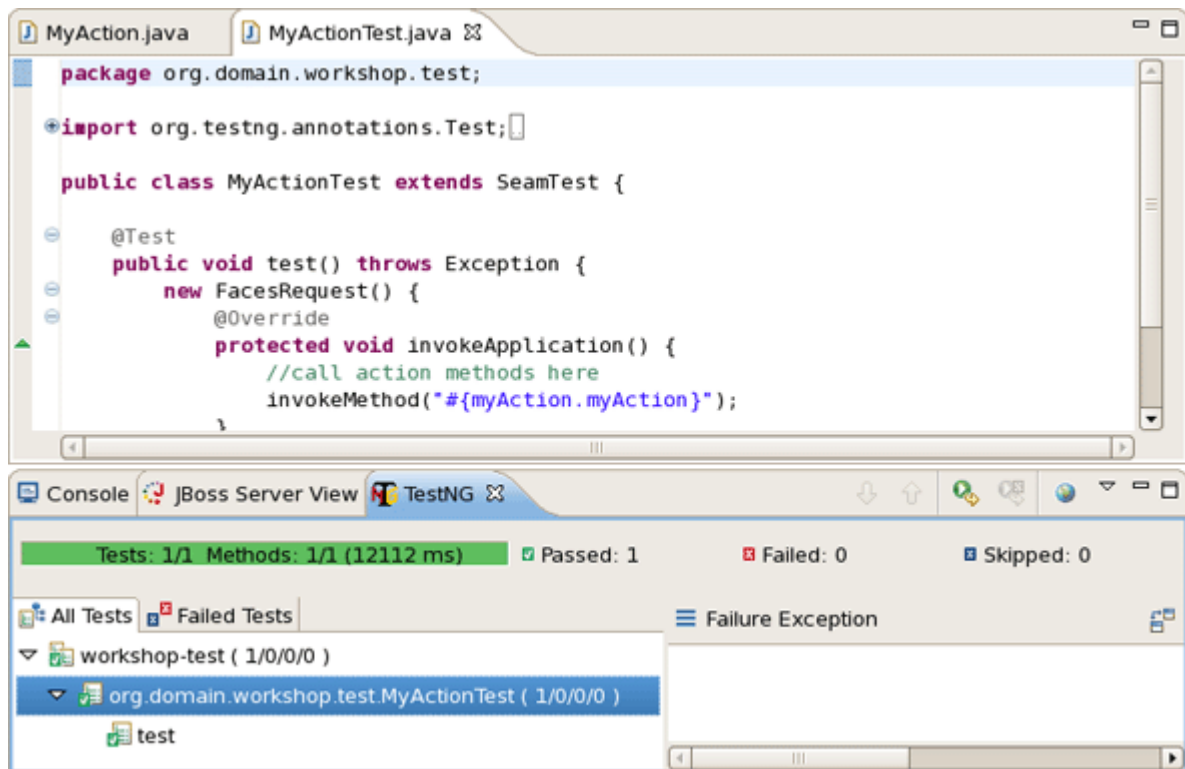 MyAction.java MyActionTest.java
package org.domain.workshop.test;
import org.testng.annotations.Test;
public class MyActionTest extends SeamTest {
@Test
public void test() throws Exception {
new FacesRequest() {
@Override
protected void invokeApplication() {
//call action methods here
invokeMethod("#{myAction.myAction}");
}
Console JBoss Server View TestNG
Tests: 1/1 Methods: 1/1 (12112 ms) Passed: 1 Failed: 0 Skipped: 0
All Tests Failed Tests Failure Exception
workshop-test ( 1/0/0/0 )
org.domain.workshop.test.MyActionTest ( 1/0/0/0 )
test